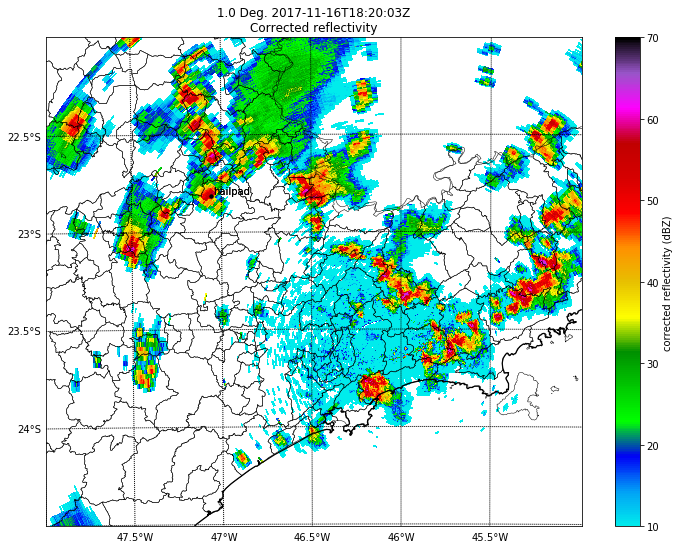 1.0 Deg. 2017-11-16T18:20:03Z
Corrected reflectivity
70
60
50
40
30
20
10
corrected reflectivity (dBZ)
22.5°S
23°S
23.5°S
24°S
hailpad
47.5°W
47°W
46.5°W
46°W
45.5°W